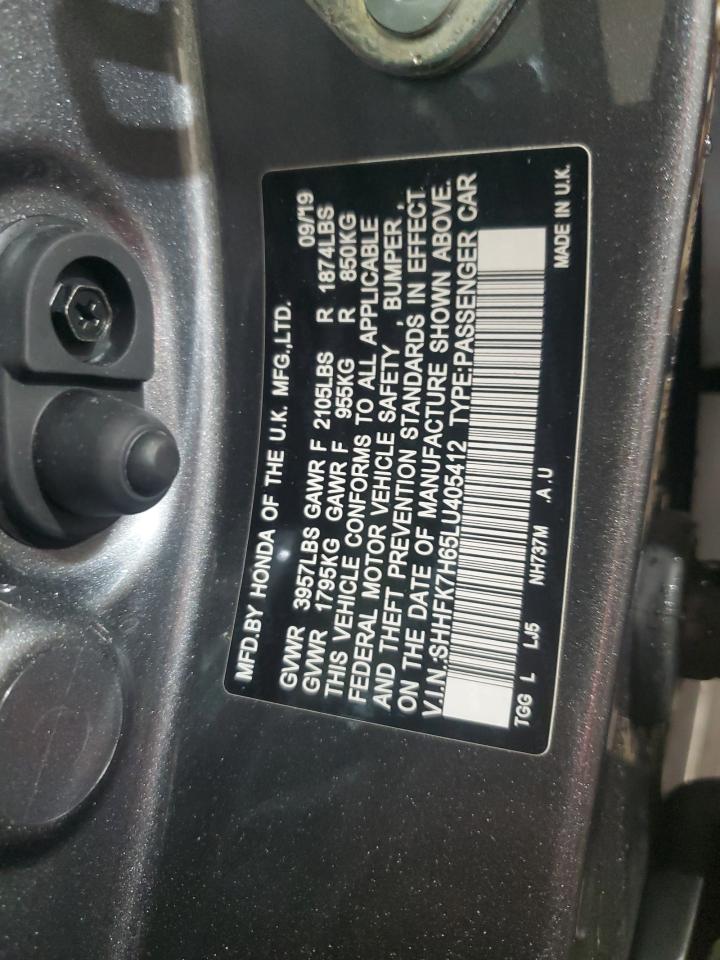 MFD.BY HONDA OF THE U.K. MFG.,LTD. 09/19
GVWR 3957LBS GAWR F 2105LBS R 1874LBS
GVWR 1795KG GAWR F 955KG R 850KG
THIS VEHICLE CONFORMS TO ALL APPLICABLE
FEDERAL MOTOR VEHICLE SAFETY , BUMPER ,
AND THEFT PREVENTION STANDARDS IN EFFECT
ON THE DATE OF MANUFACTURE SHOWN ABOVE.
V.I.N.:SHHFK7H65LU405412 TYPE:PASSENGER CAR
TGG L LJ5 NH737M .A.U MADE IN U.K.